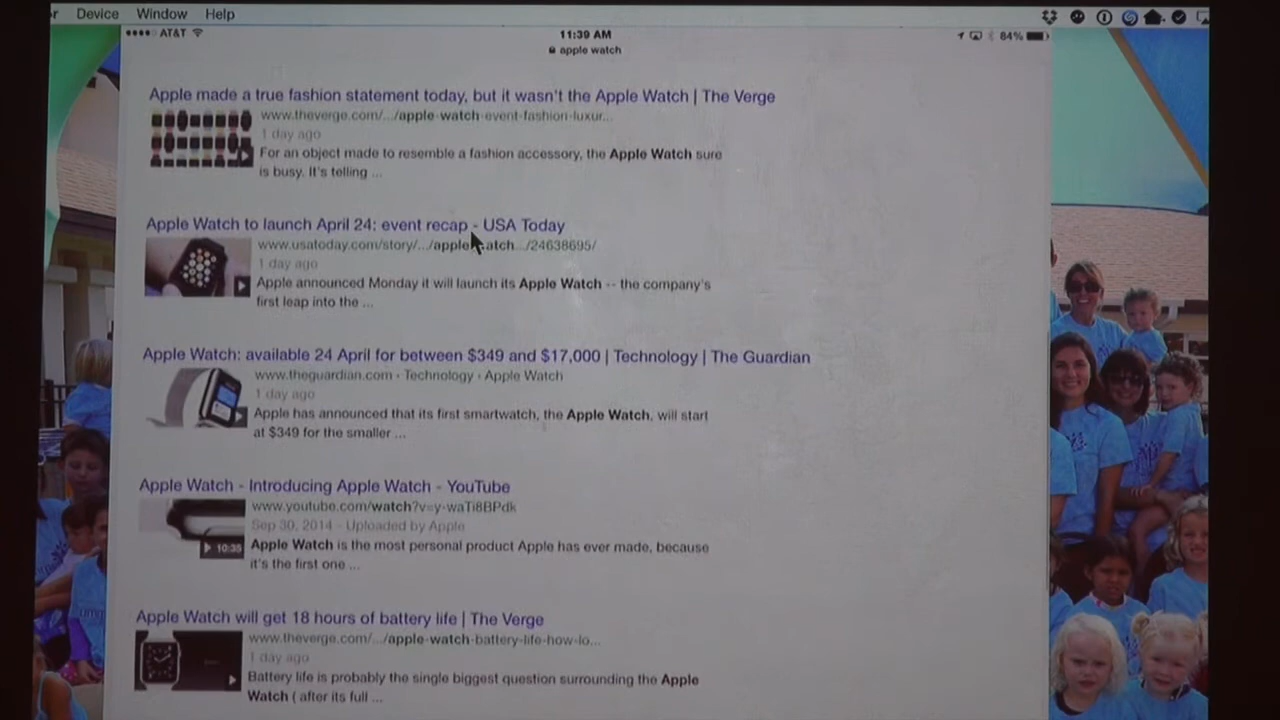 Device Window Help
AT&T 11:39 AM 84%
apple watch
Apple made a true fashion statement today, but it wasn't the Apple Watch | The Verge
www.theverge.com/.../apple-watch-event-fashion-luxur...
1 day ago
For an object made to resemble a fashion accessory, the Apple Watch sure
is busy. It's telling ...
Apple Watch to launch April 24: event recap - USA Today
www.usatoday.com/story/.../apple-watch.../24638695/
1 day ago
Apple announced Monday it will launch its Apple Watch -- the company's
first leap into the ...
Apple Watch: available 24 April for between $349 and $17,000 | Technology | The Guardian
www.theguardian.com › Technology › Apple Watch
1 day ago
Apple has announced that its first smartwatch, the Apple Watch, will start
at $349 for the smaller ...
Apple Watch - Introducing Apple Watch - YouTube
www.youtube.com/watch?v=y-waTi8BPdk
Sep 30, 2014 - Uploaded by Apple
10:35
Apple Watch is the most personal product Apple has ever made, because
it's the first one ...
Apple Watch will get 18 hours of battery life | The Verge
www.theverge.com/.../apple-watch-battery-life-how-lo...
1 day ago
Battery life is probably the single biggest question surrounding the Apple
Watch ( after its full ...